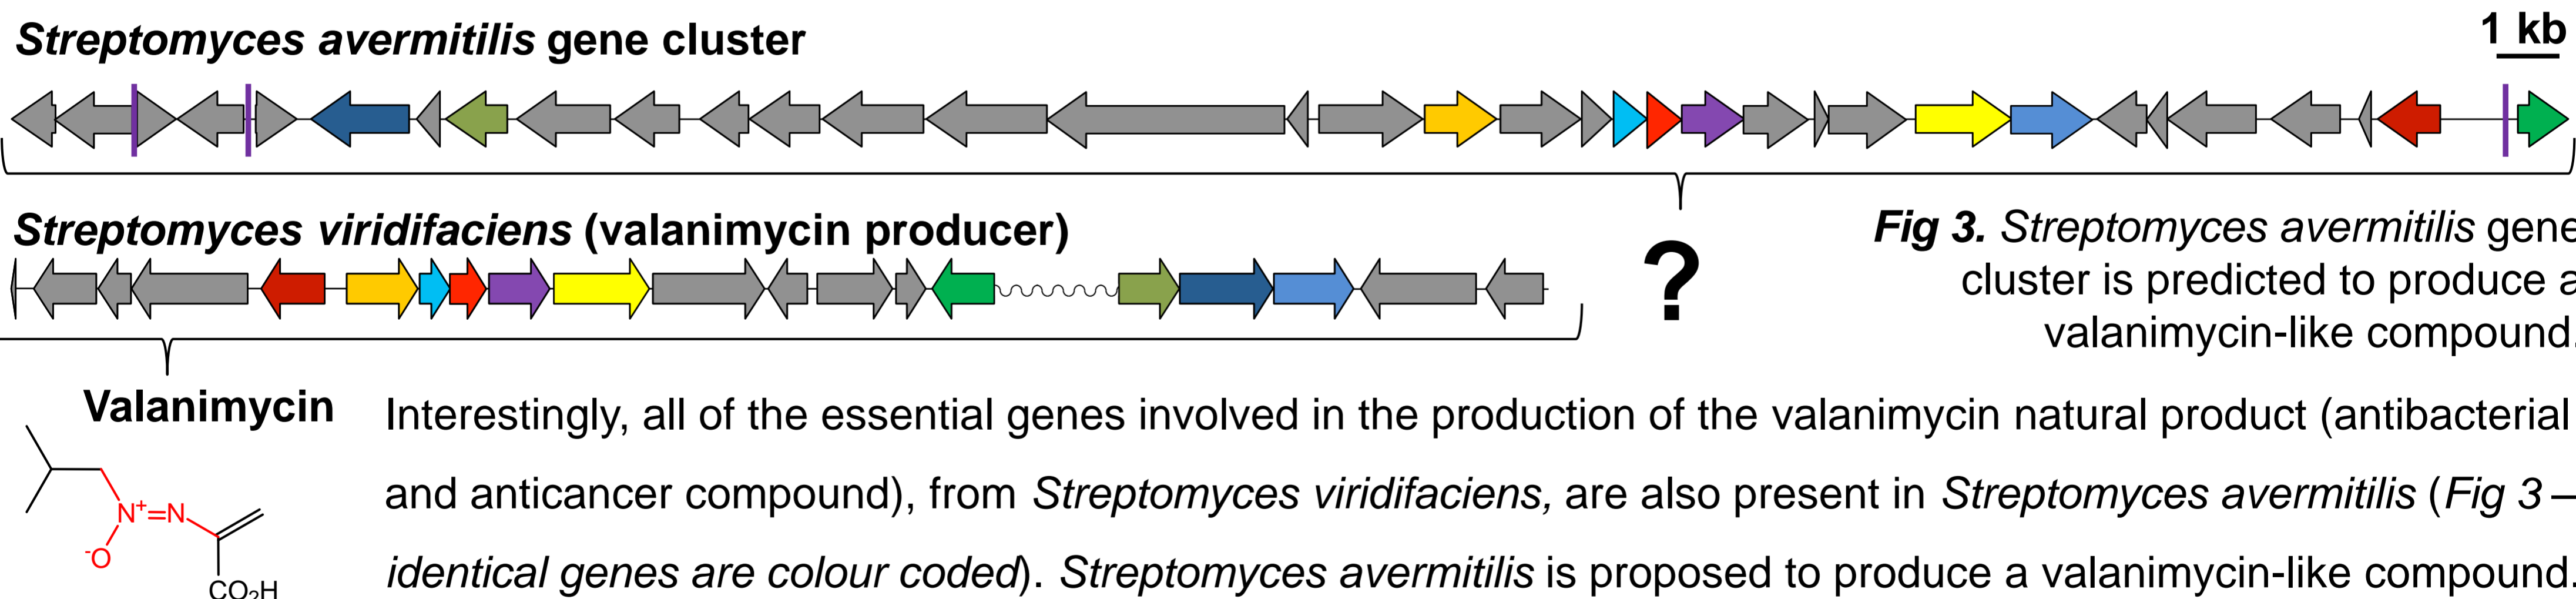 Streptomyces avermitilis gene cluster
1 kb
Streptomyces viridifaciens (valanimycin producer)
?
Fig 3. Streptomyces avermitilis gene
cluster is predicted to produce a
valanimycin-like compound.
Valanimycin
N+=N
-O
CO2H
Interestingly, all of the essential genes involved in the production of the valanimycin natural product (antibacterial
and anticancer compound), from Streptomyces viridifaciens, are also present in Streptomyces avermitilis (Fig 3 –
identical genes are colour coded). Streptomyces avermitilis is proposed to produce a valanimycin-like compound.